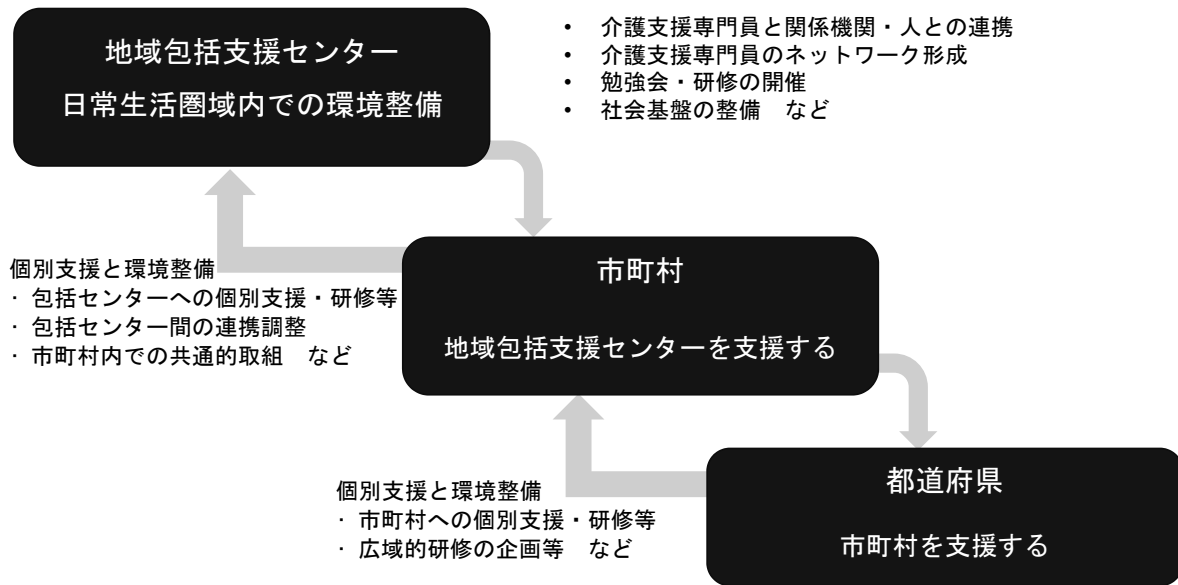 地域包括支援センター
日常生活圏域内での環境整備
• 介護支援専門員と関係機関・人との連携
• 介護支援専門員のネットワーク形成
• 勉強会・研修の開催
• 社会基盤の整備　など
市町村
地域包括支援センターを支援する
個別支援と環境整備
・包括センターへの個別支援・研修等
・包括センター間の連携調整
・市町村内での共通的取組　など
都道府県
市町村を支援する
個別支援と環境整備
・市町村への個別支援・研修等
・広域的研修の企画等　など